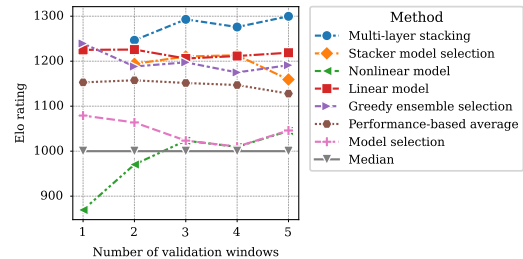 1300
1200
1100
1000
900
Elo rating
1
2
3
4
5
Number of validation windows
Method
Multi-layer stacking
Stacker model selection
Nonlinear model
Linear model
Greedy ensemble selection
Performance-based average
Model selection
Median